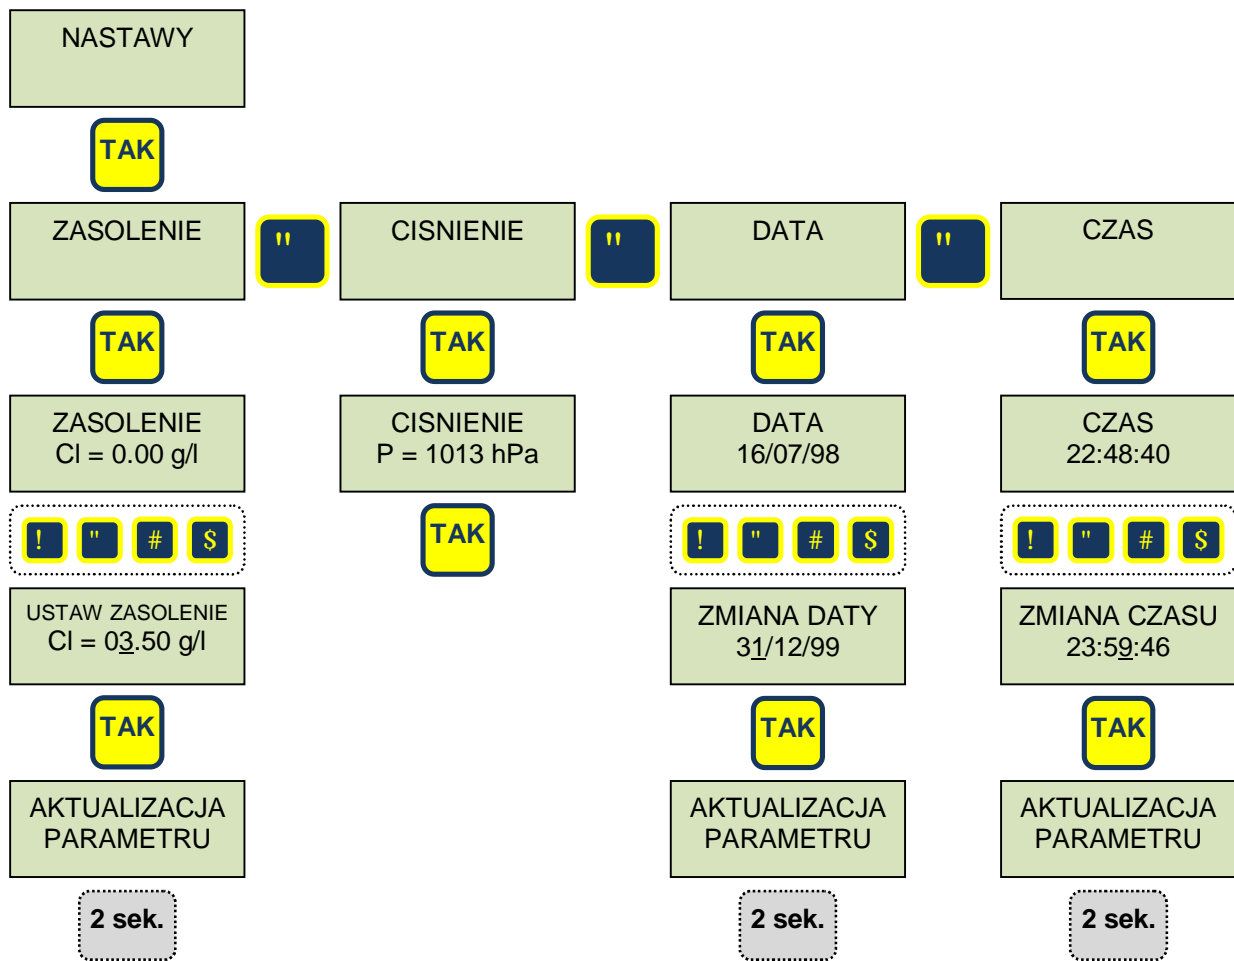 NASTAWY
TAK
ZASOLENIE " CISNIENIE " DATA " CZAS
TAK TAK TAK TAK
ZASOLENIE CISNIENIE DATA CZAS
Cl = 0.00 g/l P = 1013 hPa 16/07/98 22:48:40
! " # $ TAK ! " # $ ! " # $
USTAW ZASOLENIE ZMIANA DATY ZMIANA CZASU
Cl = 03.50 g/l 31/12/99 23:59:46
TAK TAK TAK
AKTUALIZACJA AKTUALIZACJA AKTUALIZACJA
PARAMETRU PARAMETRU PARAMETRU
2 sek. 2 sek. 2 sek.